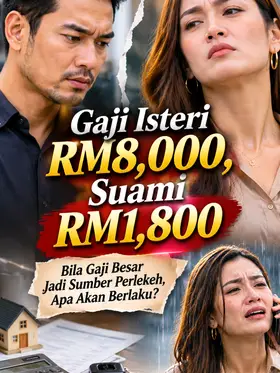 Gaji Isteri
RM8,000,
Suami
RM1,800
Bila Gaji Besar
Jadi Sumber Perlekeh,
Apa Akan Berlaku?